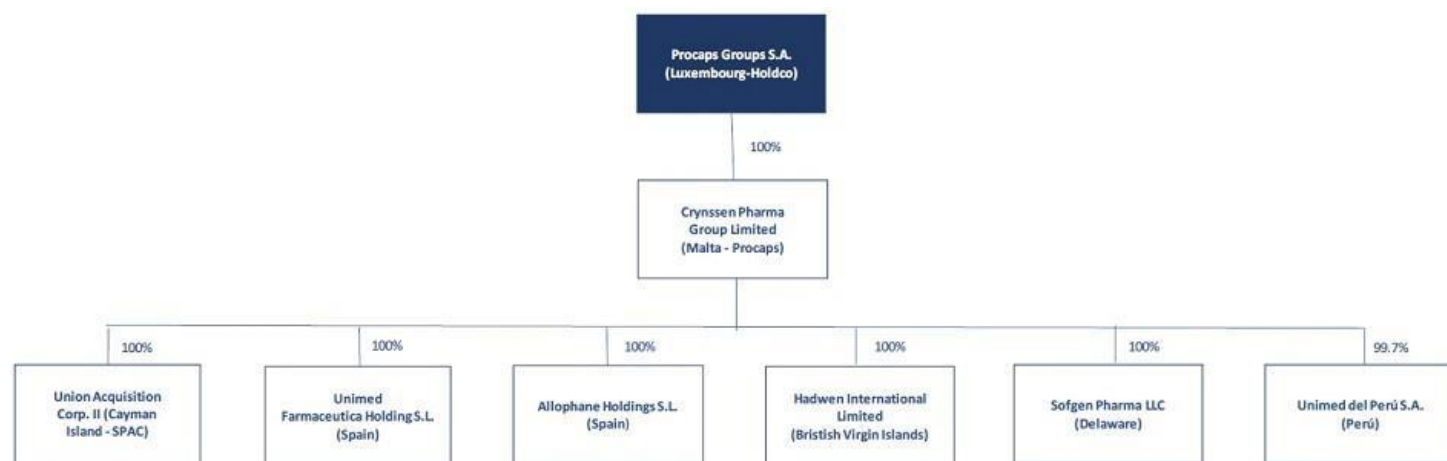 Procaps Groups S.A.
(Luxembourg-Holdco)
100%
Crynssen Pharma
Group Limited
(Malta - Procaps)
100%
100%
100%
100%
100%
99.7%
Union Acquisition
Corp. II (Cayman
Island - SPAC)
Unimed
Farmaceutica Holding S.L.
(Spain)
Allophane Holdings S.L.
(Spain)
Hadwen International
Limited
(Bristish Virgin Islands)
Sofgen Pharma LLC
(Delaware)
Unimed del Perú S.A.
(Perú)